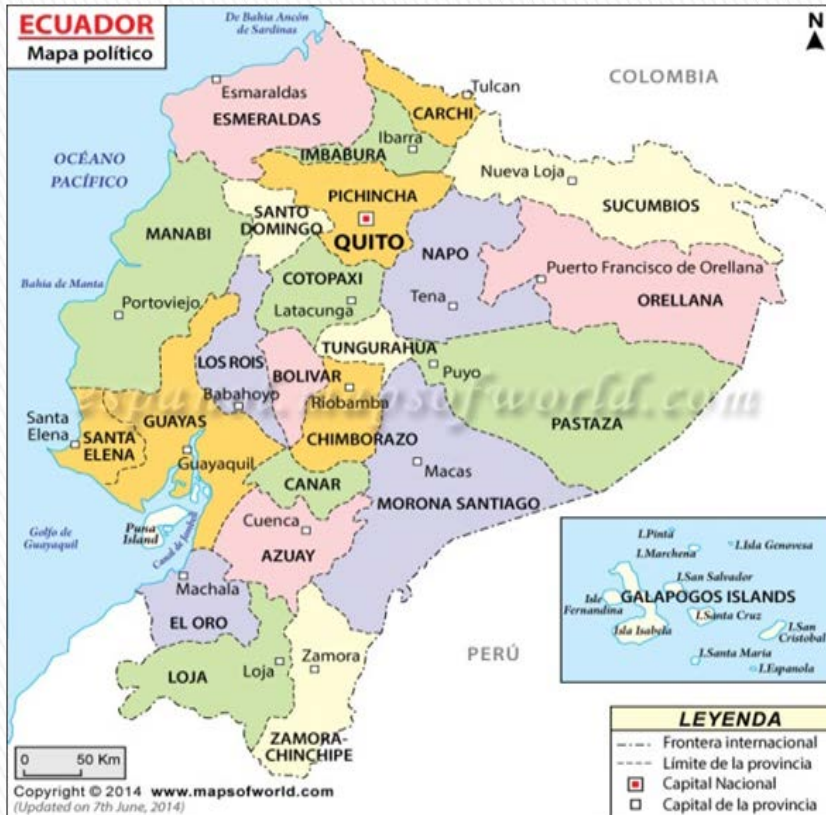 ECUADOR
Mapa político
De Bahia Ancón
de Sardinas
N
COLOMBIA
Tulcan
Esmaraldas
ESMERALDAS
CARCHI
Ibarra
IMBABURA
OCÉANO
PACÍFICO
Nueva Loja
SUCUMBIOS
PICHINCHA
SANTO
DOMINGO
QUITO
MANABI
NAPO
COTOPAXI
Puerto Francisco de Orellana
Bahia de Manta
Portoviejo
Latacunga
Tena
ORELLANA
TUNGURAHUA
LOS ROIS
BOLIVAR
Puyo
Babahoyo
Riobamba
espanol.mapsofworld.com
Santa
Elena
SANTA
ELENA
GUAYAS
CHIMBORAZO
PASTAZA
Guayaquil
Macas
CANAR
MORONA SANTIAGO
Golfo de
Guayaquil
Puna
Island
Canal de Jambeli
Cuenca
AZUAY
Machala
EL ORO
PERÚ
LOJA
Loja
Zamora
ZAMORA-
CHINCHIPE
I.Pinta
I.Marchena
I.Isla Genovesa
I.San Salvador
GALAPOGOS ISLANDS
Isle
Fernandina
I.Santa Cruz
Isla Isabela
I.San
Cristobal
I.Santa Maria
I.Espanola
LEYENDA
Frontera internacional
Límite de la provincia
Capital Nacional
Capital de la provincia
0 50 Km
Copyright © 2014 www.mapsofworld.com
(Updated on 7th June, 2014)